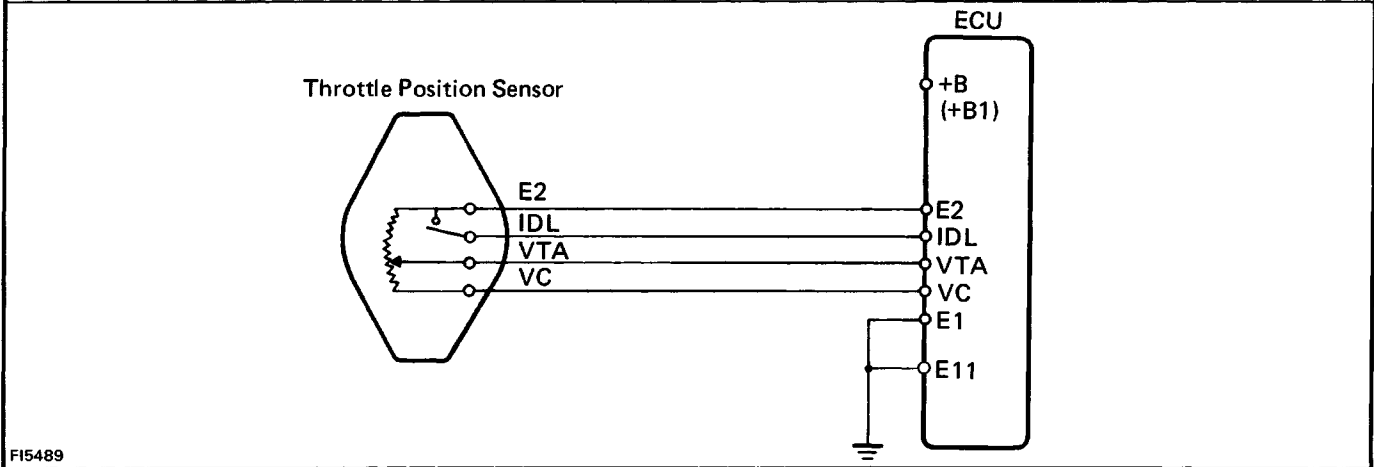 ECU
Throttle Position Sensor
+B
(+B1)
E2
IDL
VTA
VC
E2
IDL
VTA
VC
E1
E11
FI5489